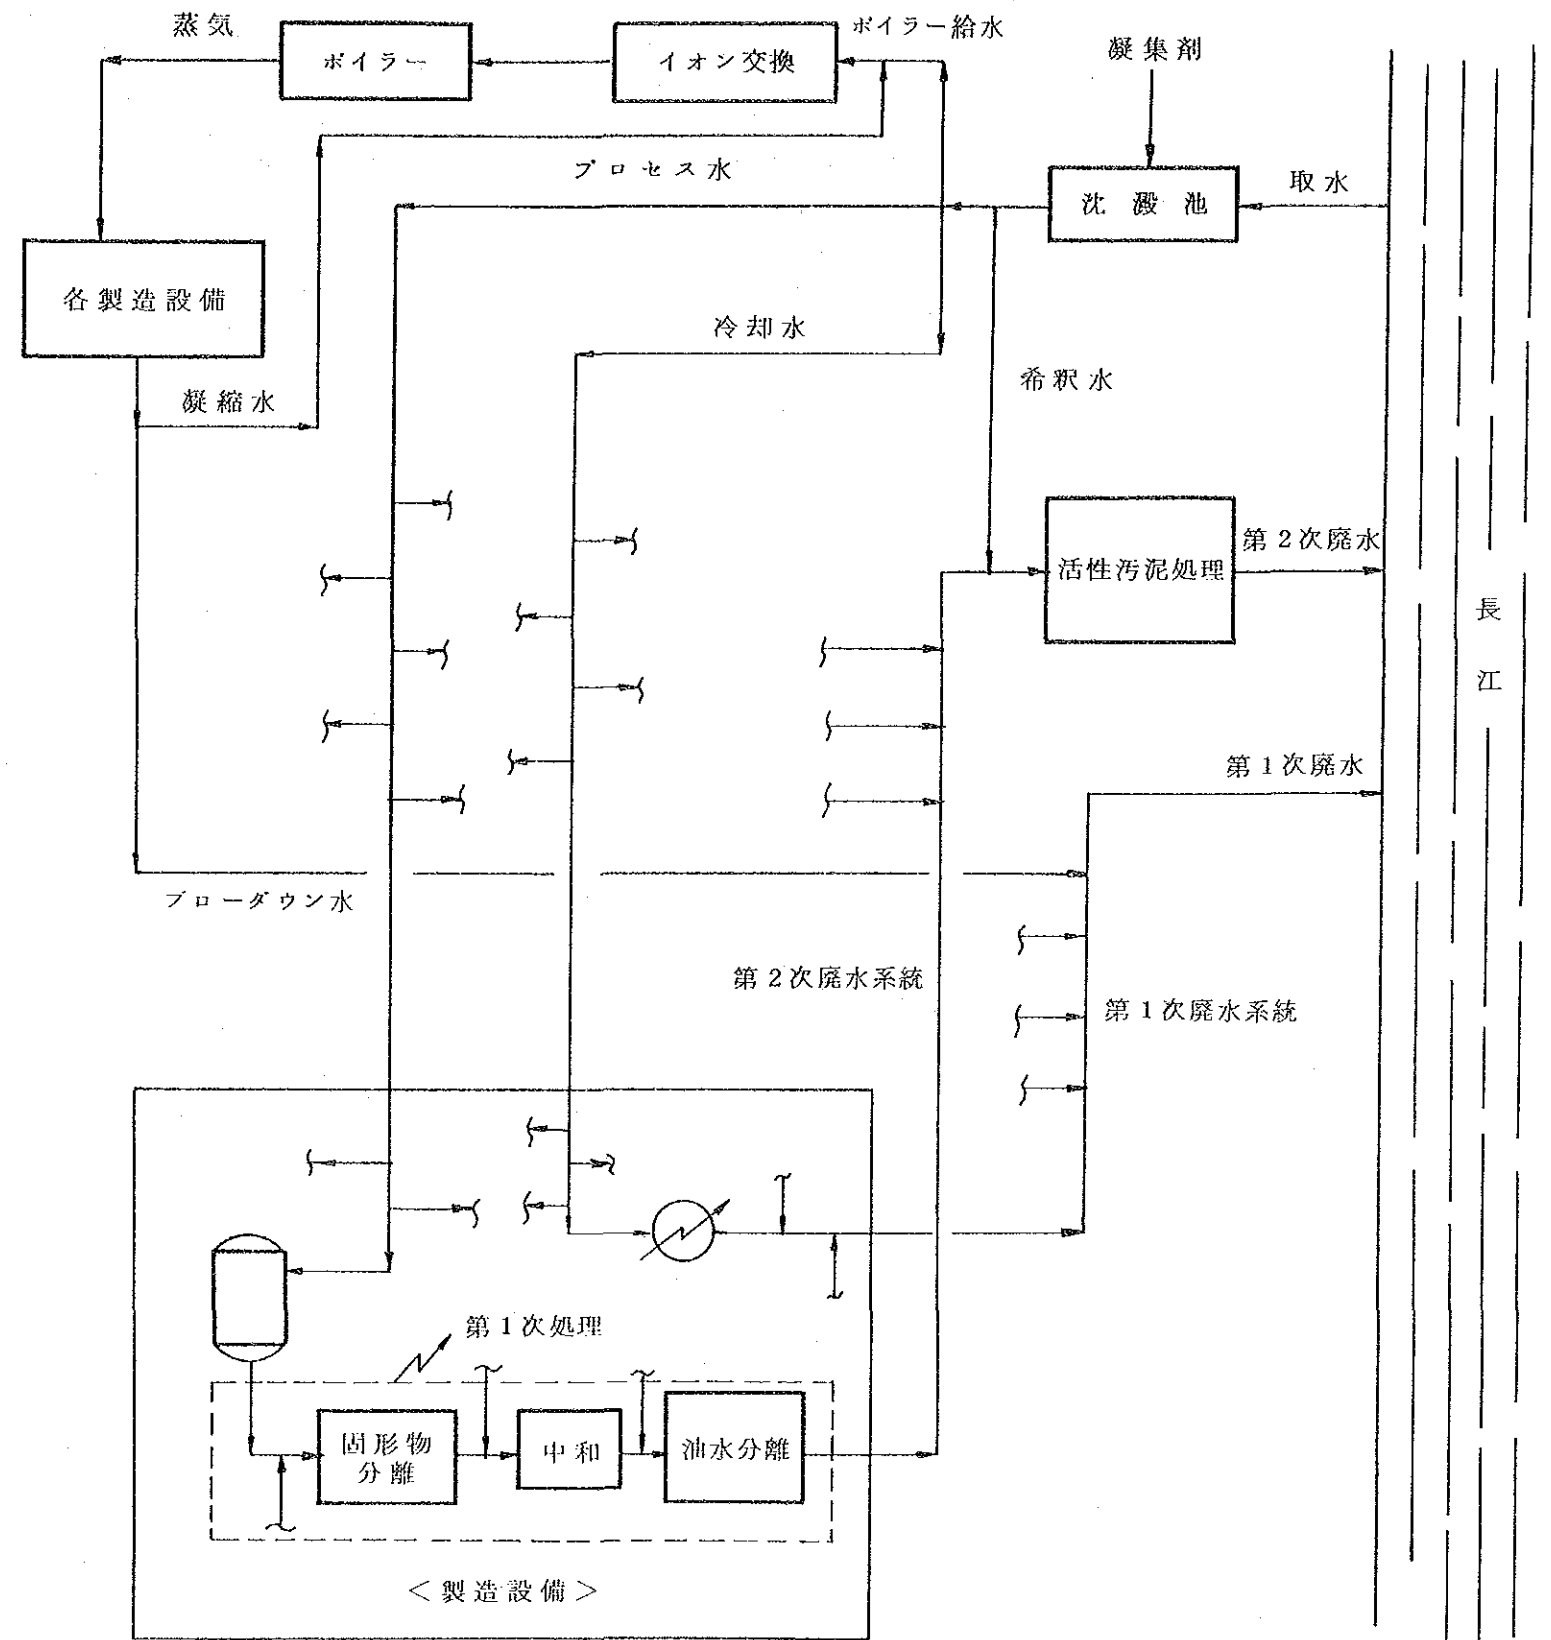 蒸気
ボイラー
イオン交換
ボイラー給水
凝集剤
プロセス水
沈澱池
取水
各製造設備
冷却水
希釈水
凝縮水
活性汚泥処理
第2次廃水
長江
第1次廃水
ブローダウン水
第2次廃水系統
第1次廃水系統
第1次処理
固形物
分離
中和
油水分離
<製造設備>